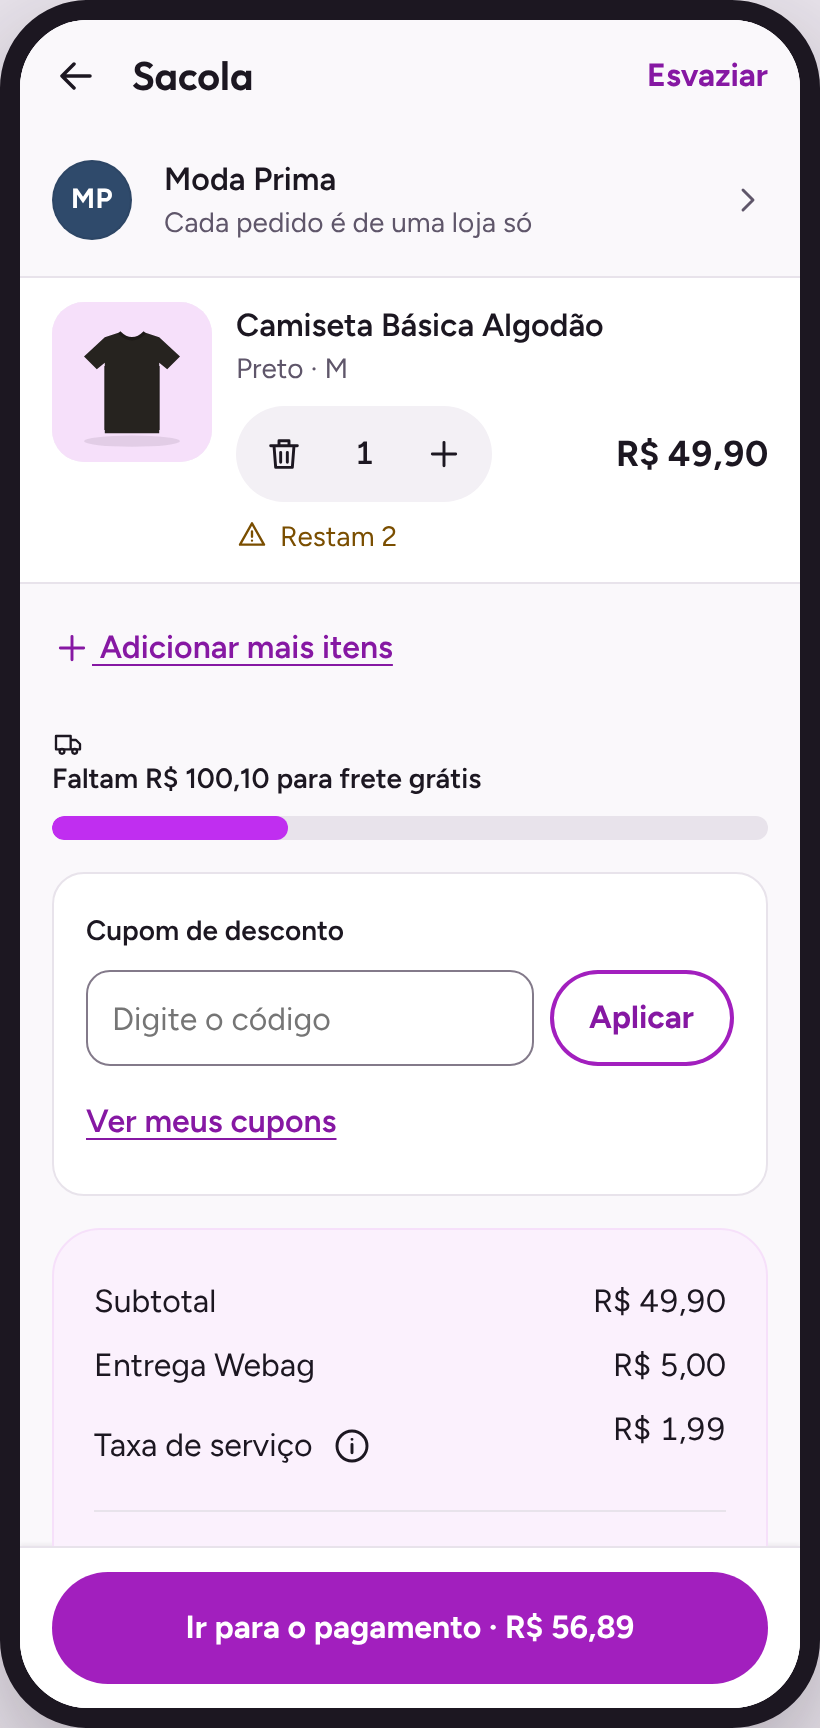 Sacola
Esvaziar
MP
Moda Prima
Cada pedido é de uma loja só
Camiseta Básica Algodão
Preto · M
1
R$ 49,90
Restam 2
Adicionar mais itens
Faltam R$ 100,10 para frete grátis
Cupom de desconto
Digite o código
Aplicar
Ver meus cupons
Subtotal R$ 49,90
Entrega Webag R$ 5,00
Taxa de serviço R$ 1,99
Ir para o pagamento · R$ 56,89